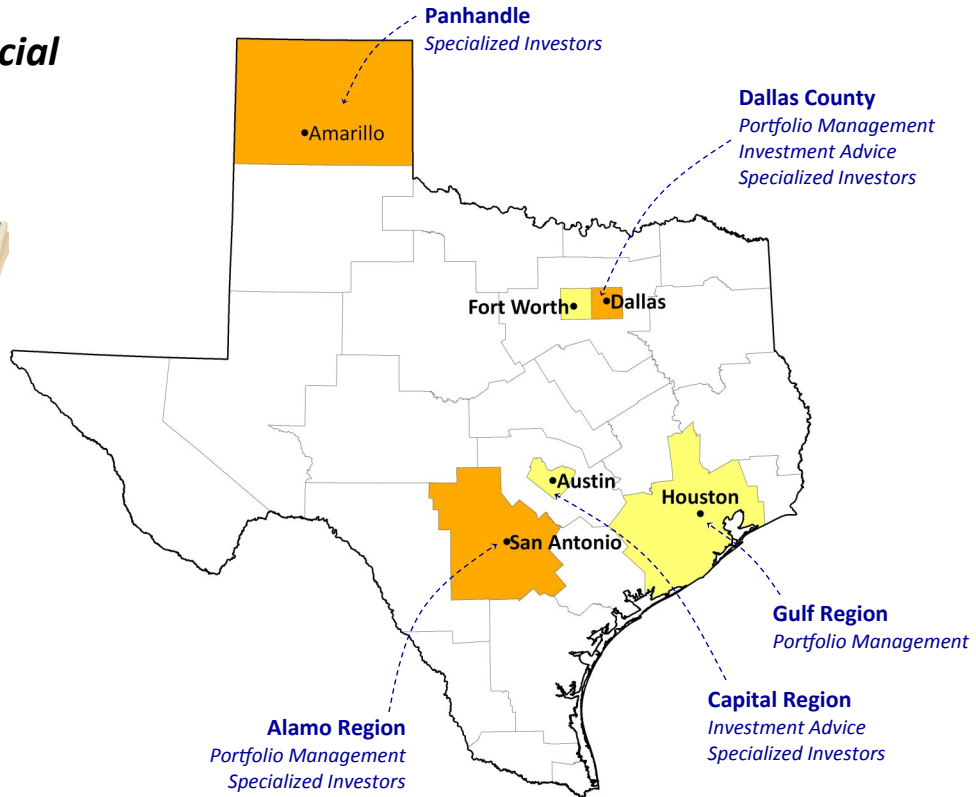 cial
Panhandle
Specialized Investors
Amarillo
Dallas County
Portfolio Management
Investment Advice
Specialized Investors
Fort Worth
Dallas
Austin
Houston
San Antonio
Gulf Region
Portfolio Management
Capital Region
Investment Advice
Specialized Investors
Alamo Region
Portfolio Management
Specialized Investors